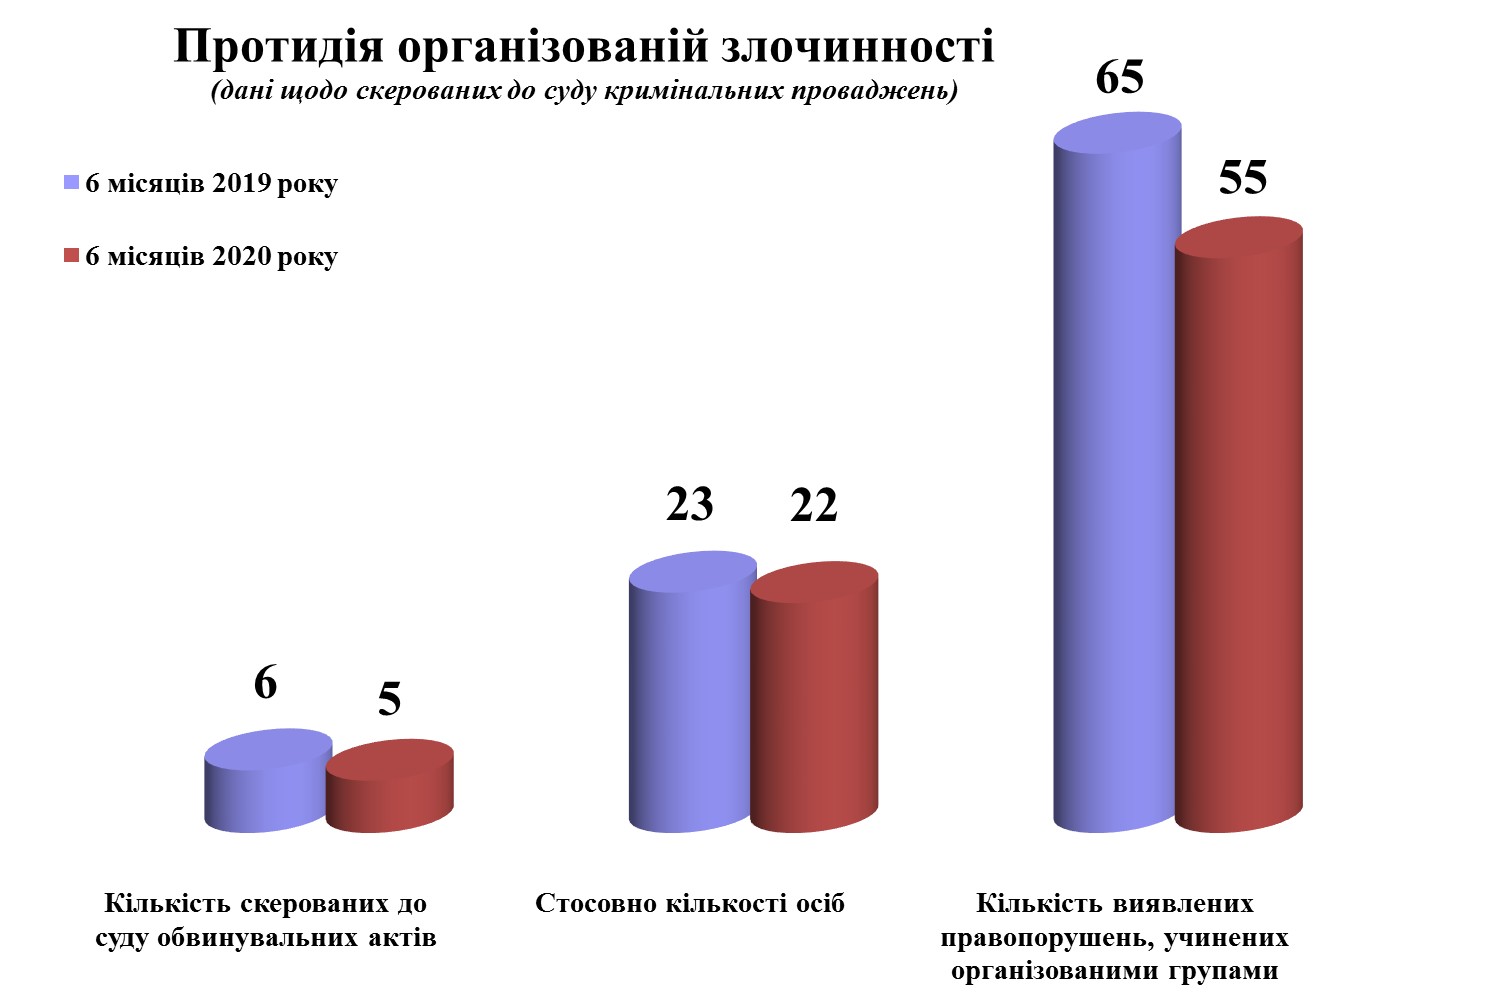 Протидія організованій злочинності
(дані щодо скерованих до суду кримінальних проваджень)
6 місяців 2019 року
6 місяців 2020 року
65
55
23
22
6
5
Кількість скерованих до
суду обвинувальних актів
Стосовно кількості осіб
Кількість виявлених
правопорушень, учинених
організованими групами